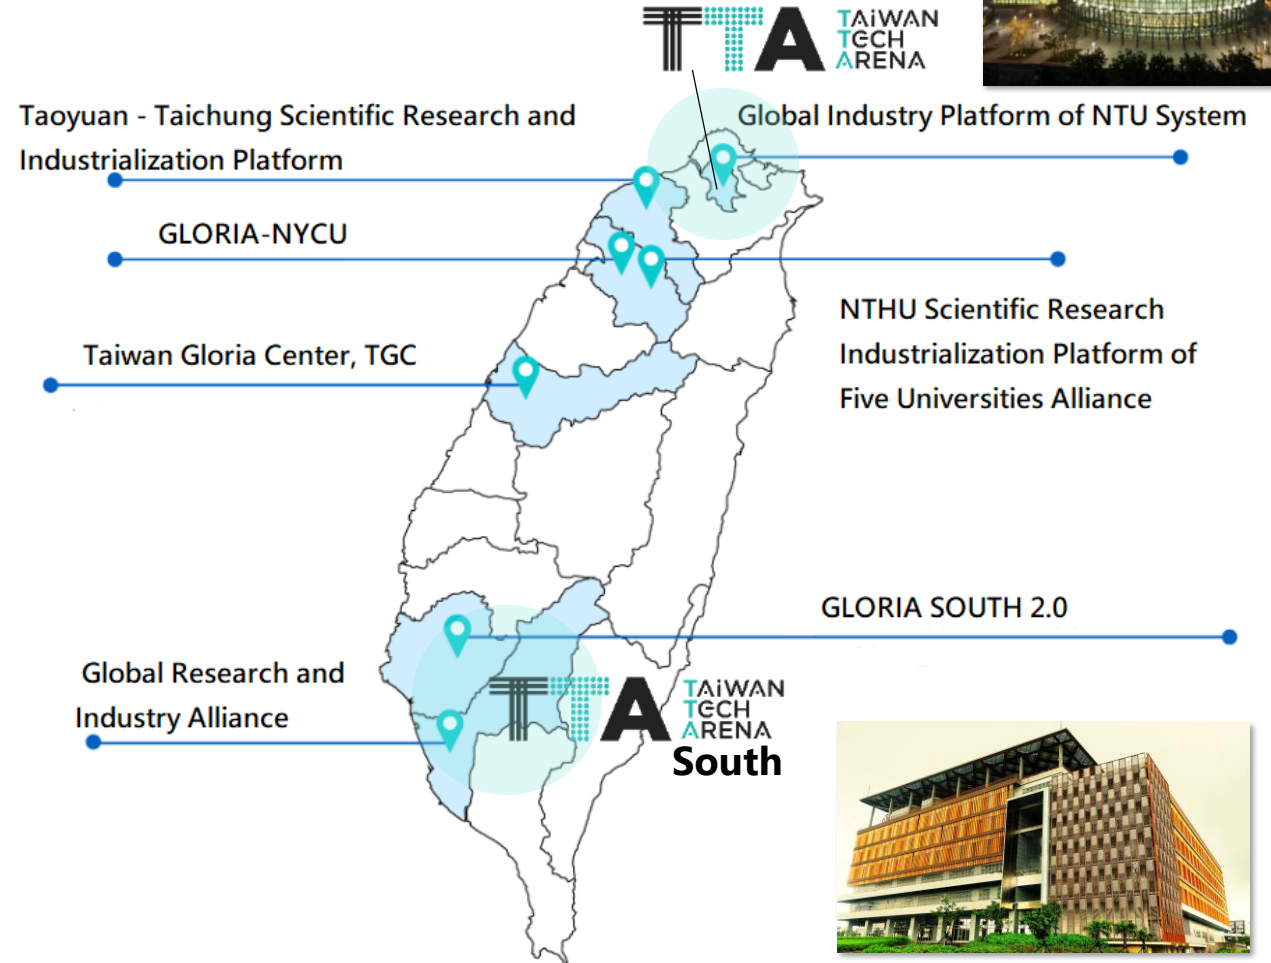 TTA TAiWAN
TECH
ARENA
Taoyuan - Taichung Scientific Research and
Industrialization Platform
Global Industry Platform of NTU System
GLORIA-NYCU
NTHU Scientific Research
Industrialization Platform of
Five Universities Alliance
Taiwan Gloria Center, TGC
GLORIA SOUTH 2.0
Global Research and
Industry Alliance
TTA TAiWAN
TECH
ARENA
South